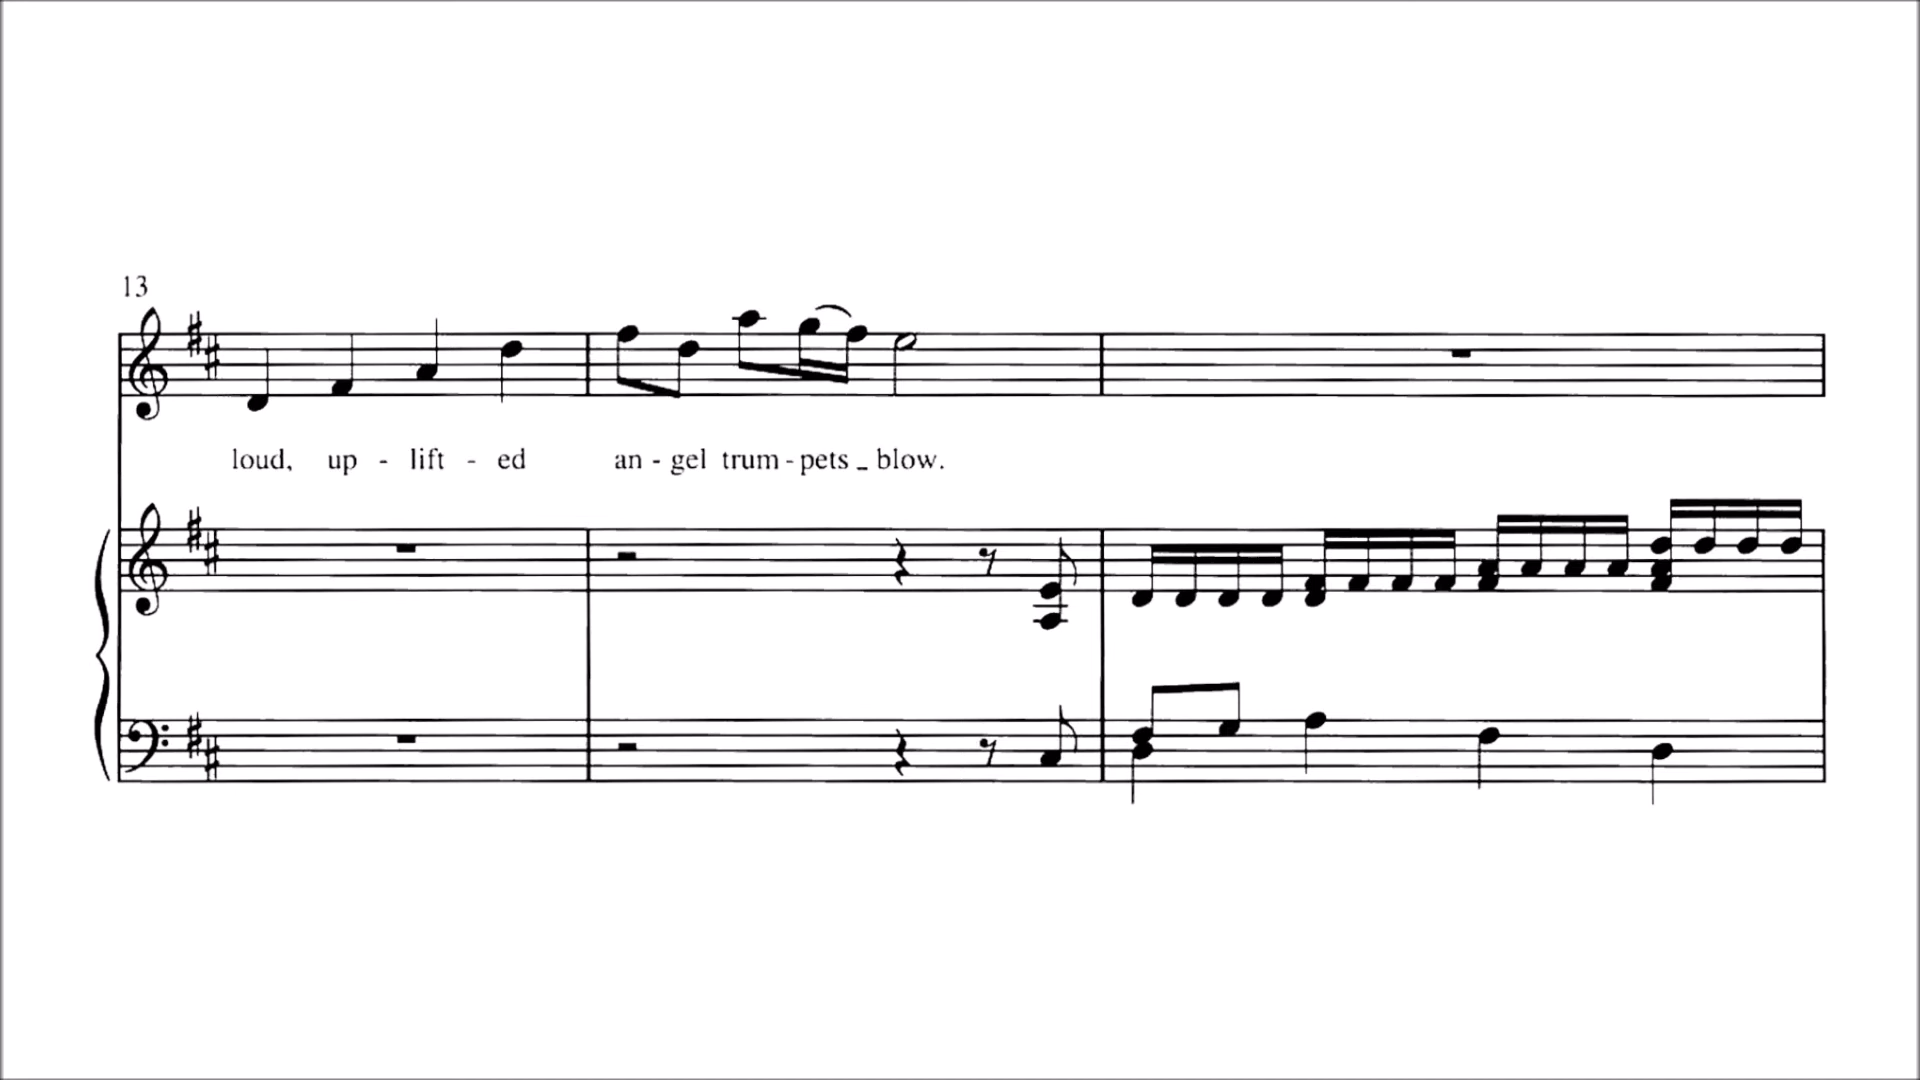 13
loud, up - lift - ed an - gel trum - pets _ blow.